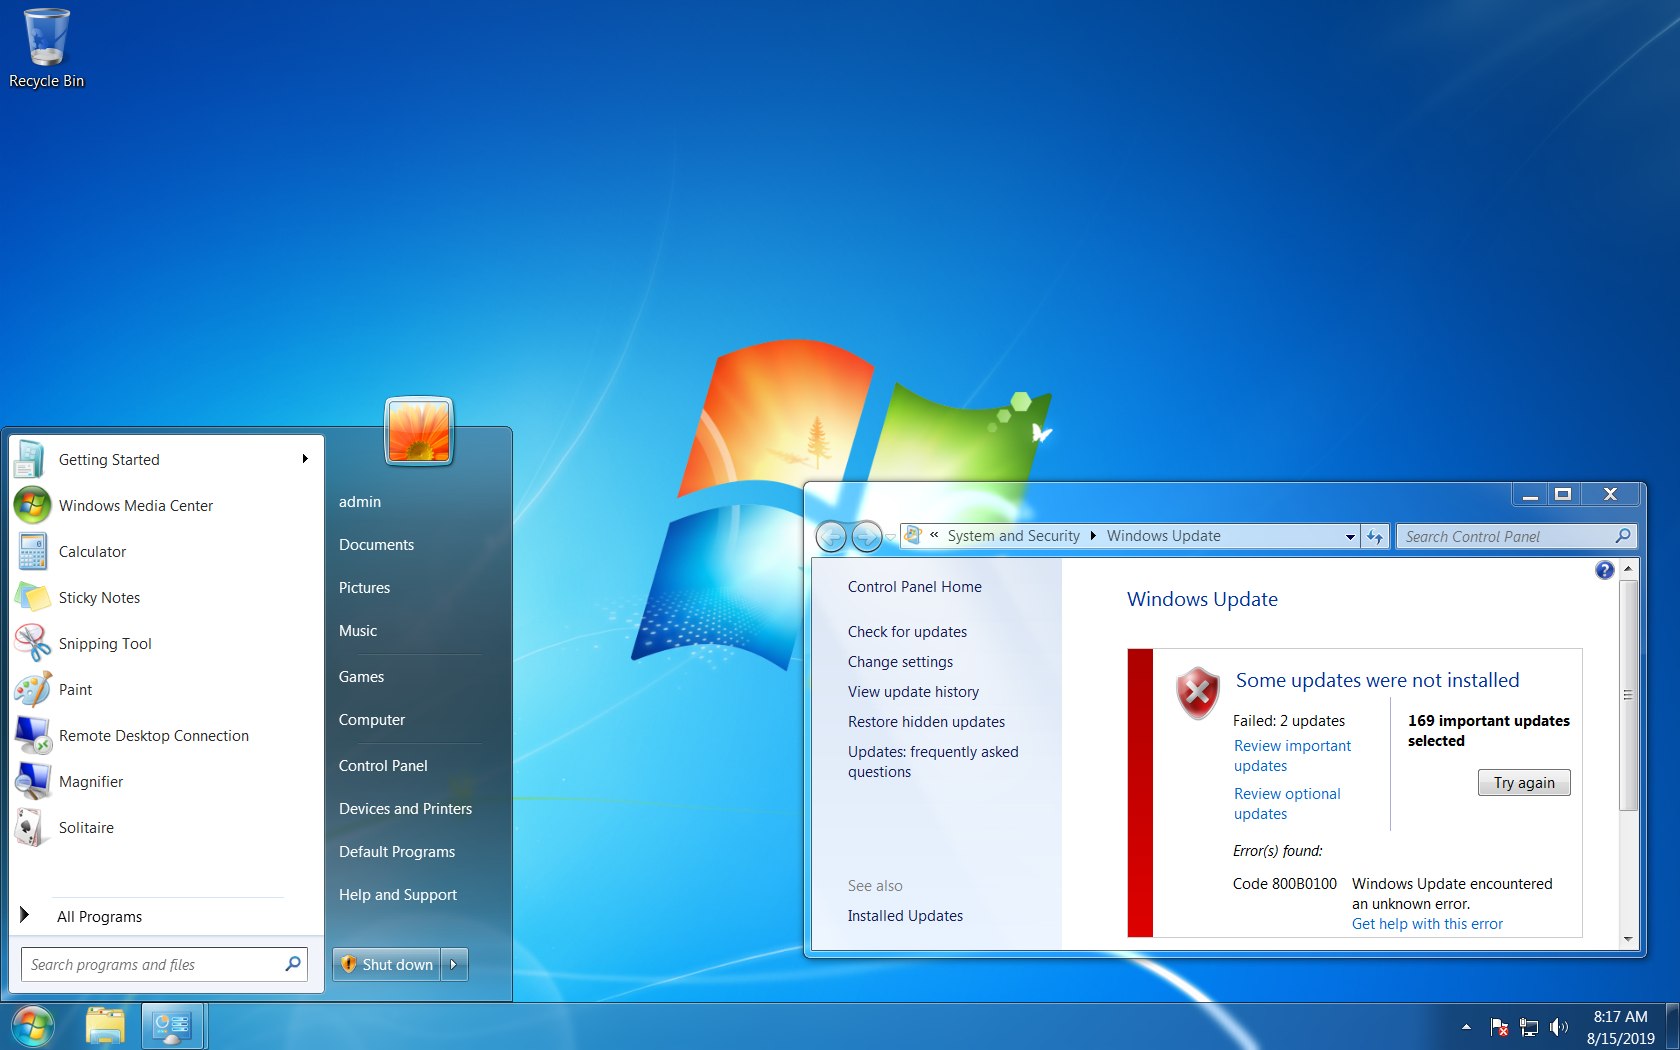 Recycle Bin
Getting Started
Windows Media Center
Calculator
Sticky Notes
Snipping Tool
Paint
Remote Desktop Connection
Magnifier
Solitaire
All Programs
Search programs and files
admin
Documents
Pictures
Music
Games
Computer
Control Panel
Devices and Printers
Default Programs
Help and Support
Shut down
« System and Security Windows Update
Search Control Panel
Control Panel Home
Check for updates
Change settings
View update history
Restore hidden updates
Updates: frequently asked
questions
See also
Installed Updates
Windows Update
Some updates were not installed
Failed: 2 updates
Review important
updates
Review optional
updates
169 important updates
selected
Try again
Error(s) found:
Code 800B0100
Windows Update encountered
an unknown error.
Get help with this error
8:17 AM
8/15/2019